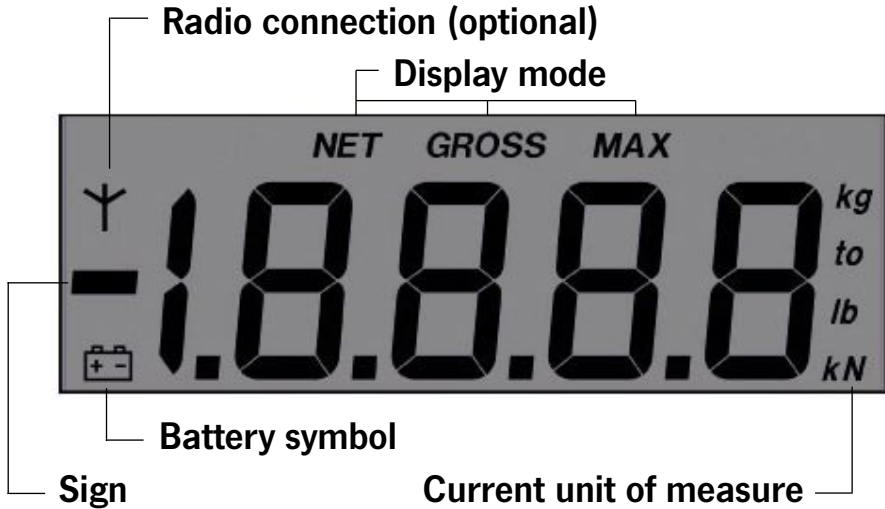 Radio connection (optional)
Display mode
NET GROSS MAX
kg
-1.8.8.8.8
to
lb
+ -
kN
Battery symbol
Sign
Current unit of measure